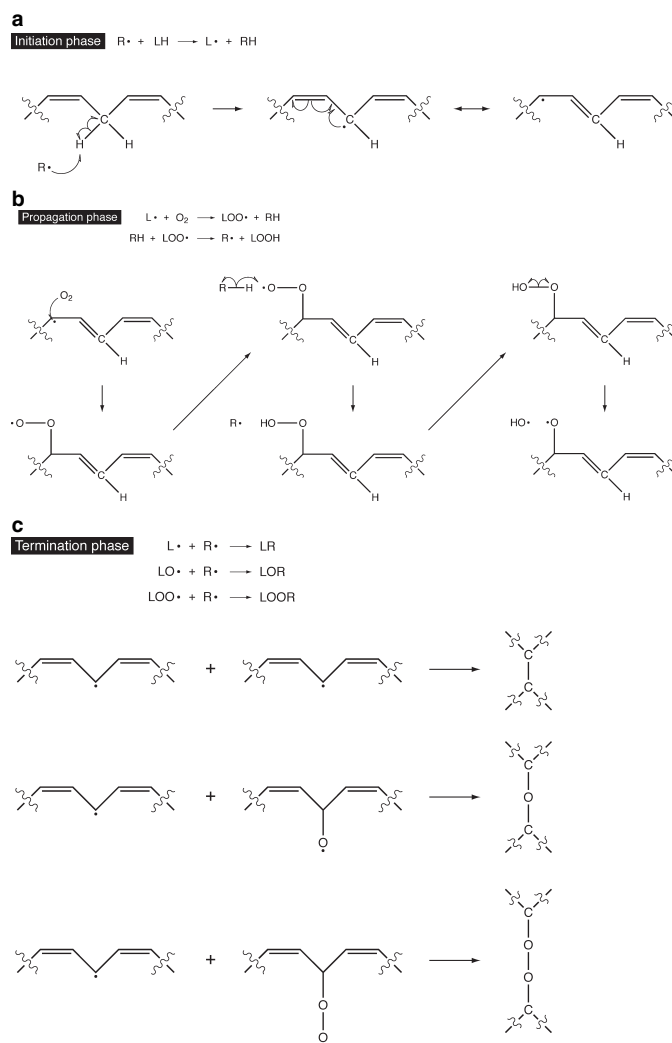 a
Initiation phase R• + LH ⟶ L• + RH
C
H H
R•
C
H
C
H
b
Propagation phase
L• + O₂ ⟶ LOO• + RH
RH + LOO• ⟶ R• + LOOH
O₂
C
H
R H •O O
C
H
HO O
C
H
•O O
C
H
R• HO O
C
H
HO• •O
C
H
c
Termination phase
L• + R• ⟶ LR
LO• + R• ⟶ LOR
LOO• + R• ⟶ LOOR
+
C
C
+
O
•
C
O
C
+
O
O
C
O
O
C